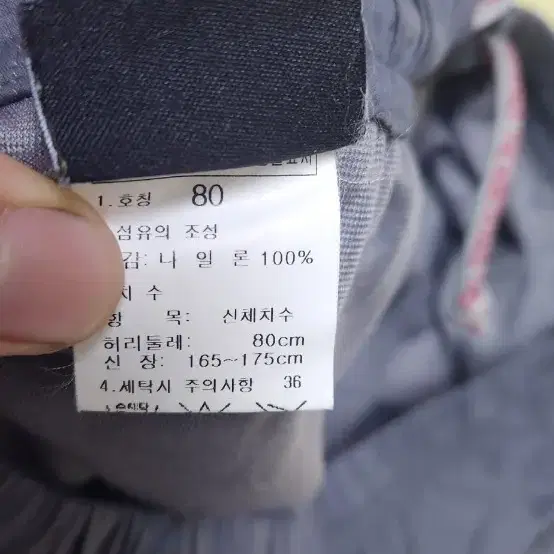 1. 호칭 80
섬유의 조성
감: 나 일 론 100%
치 수
항 목: 신체치수
허리둘레: 80cm
신 장: 165~175cm
4. 세탁시 주의사항 36